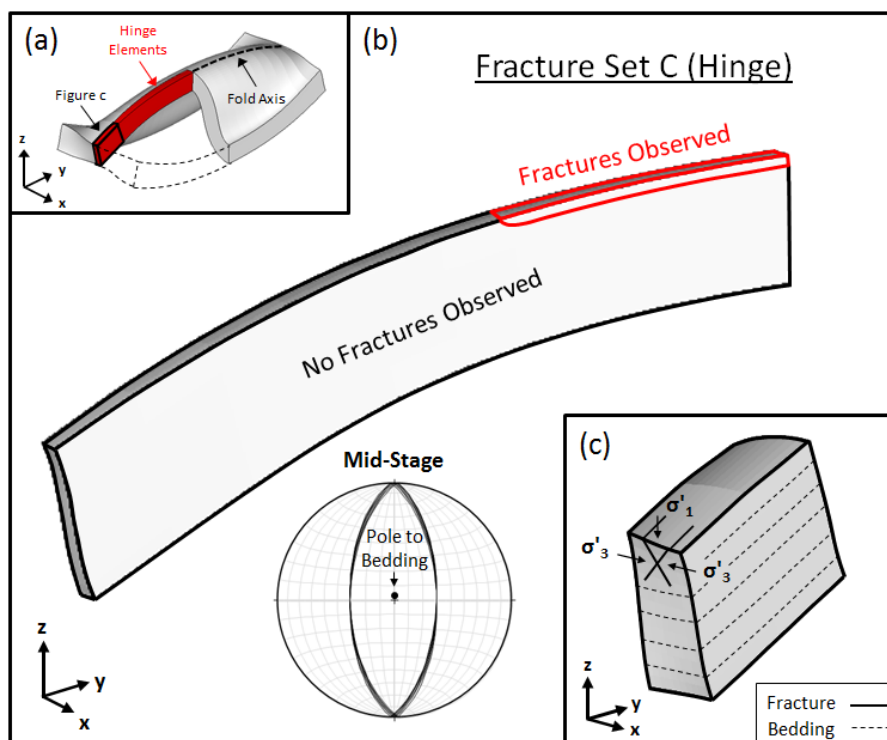 (a)
Hinge
Elements
Figure c
Fold Axis
z
y
x
(b)
Fracture Set C (Hinge)
Fractures Observed
No Fractures Observed
Mid-Stage
Pole to
Bedding
z
y
x
(c)
σ'1
σ'3
σ'3
z
y
x
Fracture
Bedding